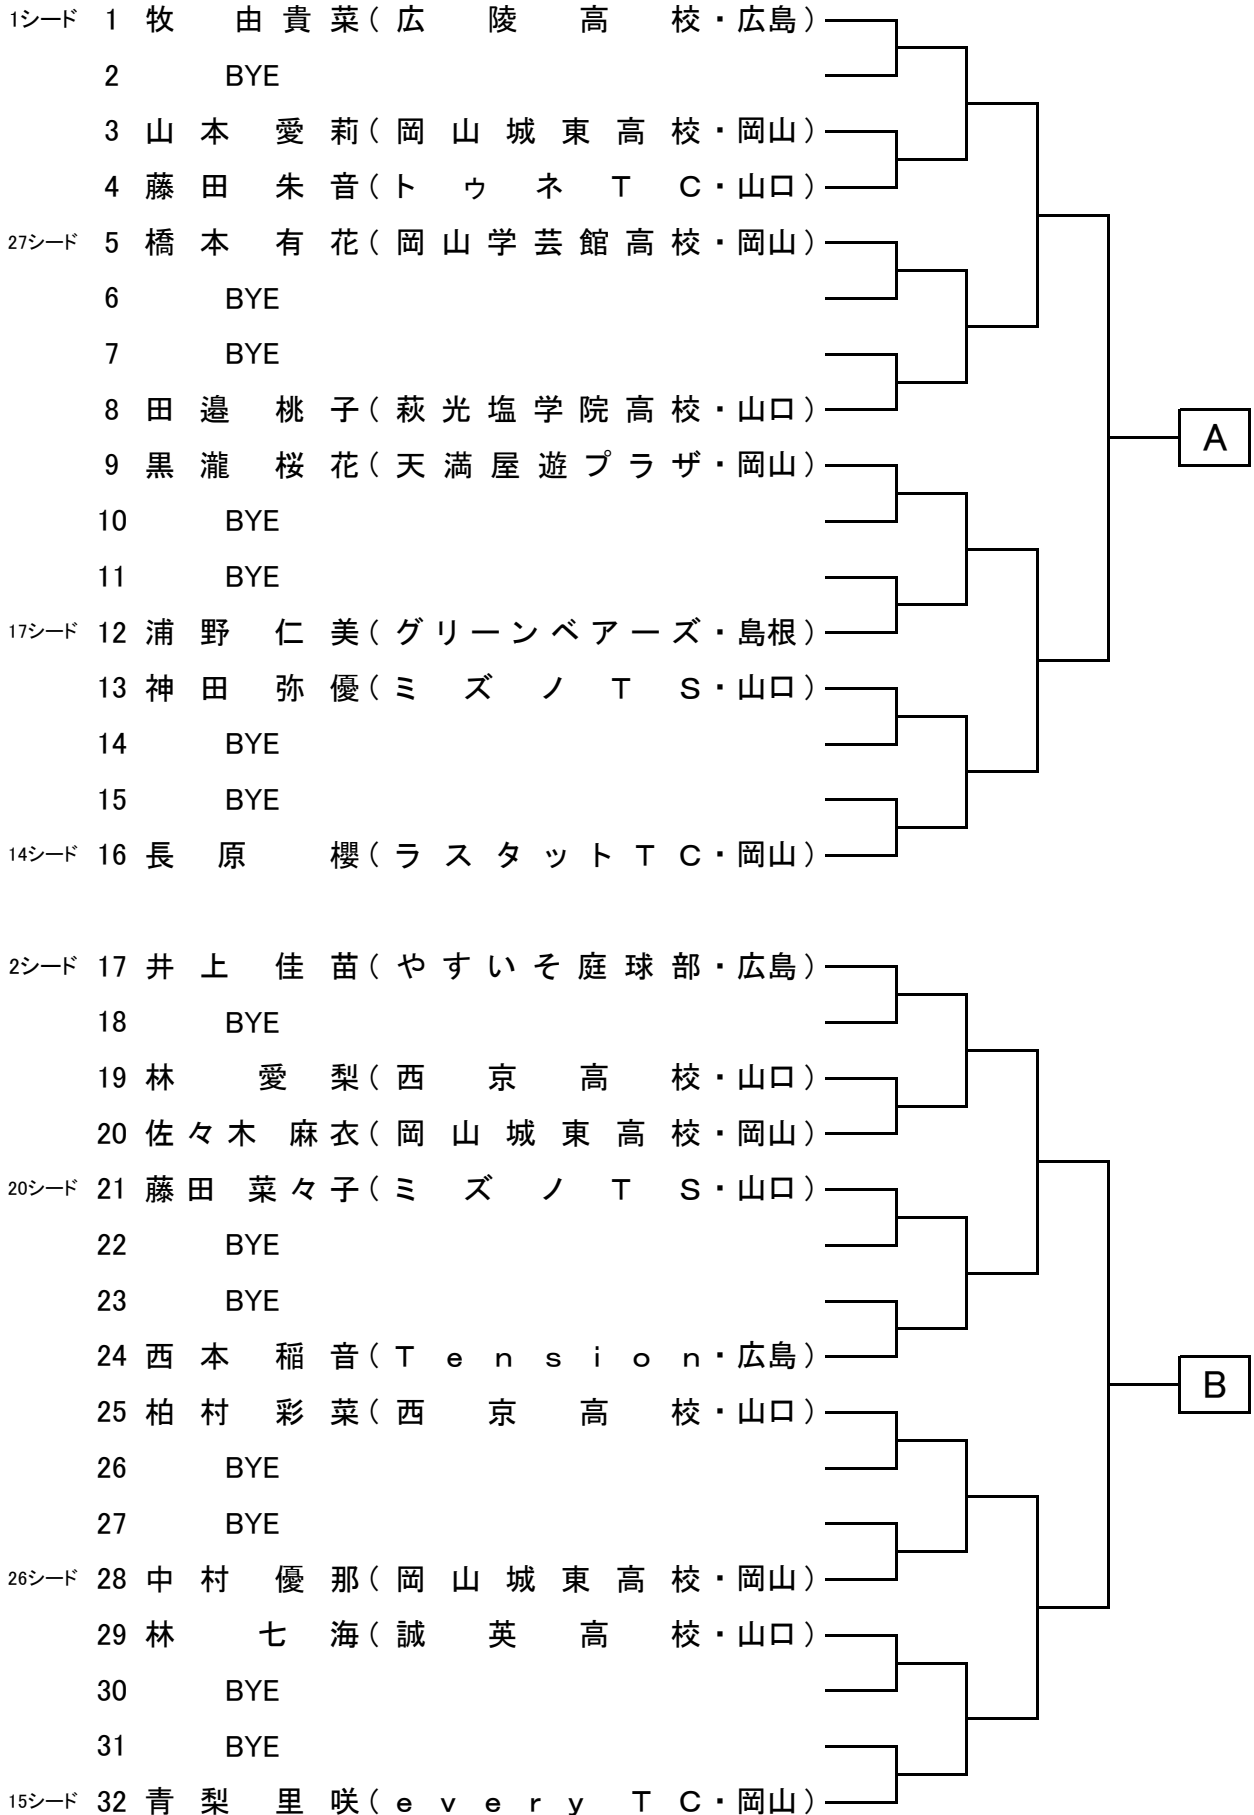 1シード 1 牧 由貴菜(広陵高校・広島)
2 BYE
3 山本 愛莉(岡山城東高校・岡山)
4 藤田 朱音(トゥネTC・山口)
27シード 5 橋本 有花(岡山学芸館高校・岡山)
6 BYE
7 BYE
8 田邉 桃子(萩光塩学院高校・山口)
9 黒瀧 桜花(天満屋遊プラザ・岡山)
A
10 BYE
11 BYE
17シード 12 浦野 仁美(グリーンベアーズ・島根)
13 神田 弥優(ミズノTS・山口)
14 BYE
15 BYE
14シード 16 長原 櫻(ラスタットTC・岡山)
2シード 17 井上 佳苗(やすいそ庭球部・広島)
18 BYE
19 林 愛梨(西京高校・山口)
20 佐々木 麻衣(岡山城東高校・岡山)
20シード 21 藤田 菜々子(ミズノTS・山口)
22 BYE
23 BYE
24 西本 稲音(Tension・広島)
B
25 柏村 彩菜(西京高校・山口)
26 BYE
27 BYE
26シード 28 中村 優那(岡山城東高校・岡山)
29 林 七海(誠英高校・山口)
30 BYE
31 BYE
15シード 32 青梨 里咲(every TC・岡山)